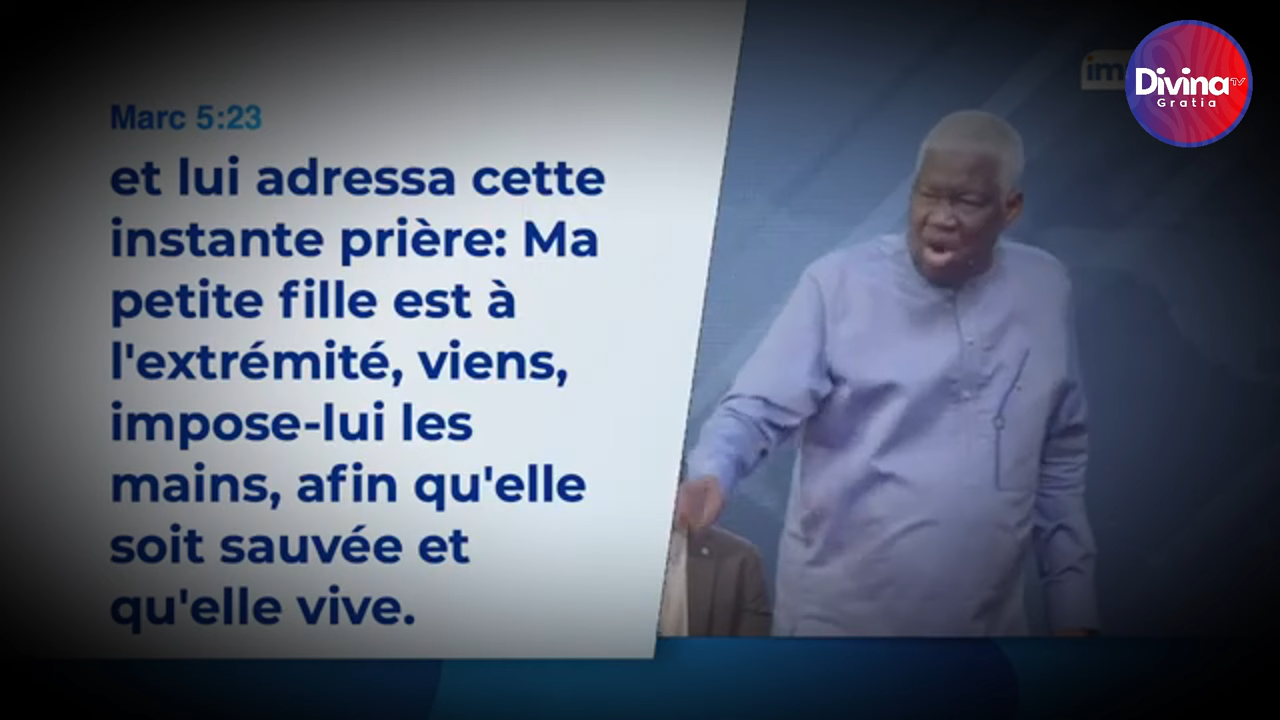 Marc 5:23
et lui adressa cette
instante prière: Ma
petite fille est à
l'extrémité, viens,
impose-lui les
mains, afin qu'elle
soit sauvée et
qu'elle vive.
Divina TV
Gratia